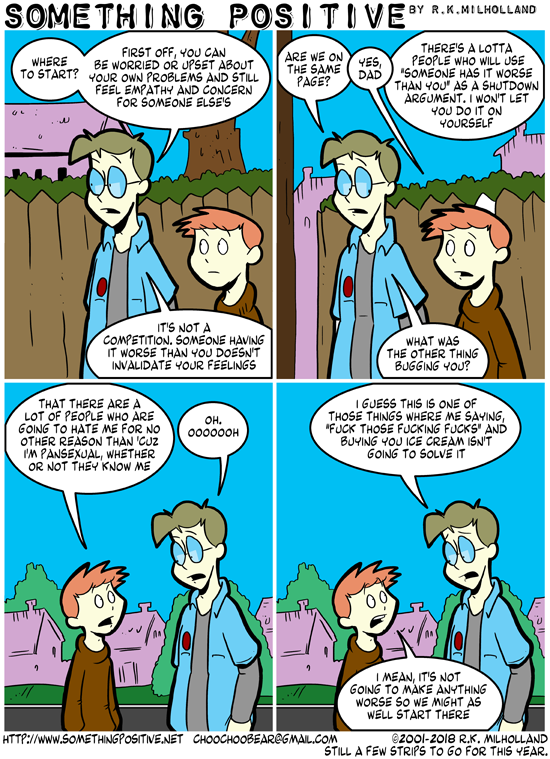 SOMETHING POSITIVE BY R.K.MILHOLLAND
WHERE
TO START?
FIRST OFF, YOU CAN
BE WORRIED OR UPSET ABOUT
YOUR OWN PROBLEMS AND STILL
FEEL EMPATHY AND CONCERN
FOR SOMEONE ELSE'S
IT'S NOT A
COMPETITION. SOMEONE HAVING
IT WORSE THAN YOU DOESN'T
INVALIDATE YOUR FEELINGS
ARE WE ON
THE SAME
PAGE?
YES,
DAD
THERE'S A LOTTA
PEOPLE WHO WILL USE
"SOMEONE HAS IT WORSE
THAN YOU" AS A SHUTDOWN
ARGUMENT. I WON'T LET
YOU DO IT ON
YOURSELF
WHAT WAS
THE OTHER THING
BUGGING YOU?
THAT THERE ARE A
LOT OF PEOPLE WHO ARE
GOING TO HATE ME FOR NO
OTHER REASON THAN 'CUZ
I'M PANSEXUAL, WHETHER
OR NOT THEY KNOW ME
OH.
OOOOOOH
I GUESS THIS IS ONE OF
THOSE THINGS WHERE ME SAYING,
"FUCK THOSE FUCKING FUCKS" AND
BUYING YOU ICE CREAM ISN'T
GOING TO SOLVE IT
I MEAN, IT'S NOT
GOING TO MAKE ANYTHING
WORSE SO WE MIGHT AS
WELL START THERE
HTTP://WWW.SOMETHINGPOSITIVE.NET CHOOCHOOBEAR@GMAIL.COM ©2001-2018 R.K. MILHOLLAND
STILL A FEW STRIPS TO GO FOR THIS YEAR.